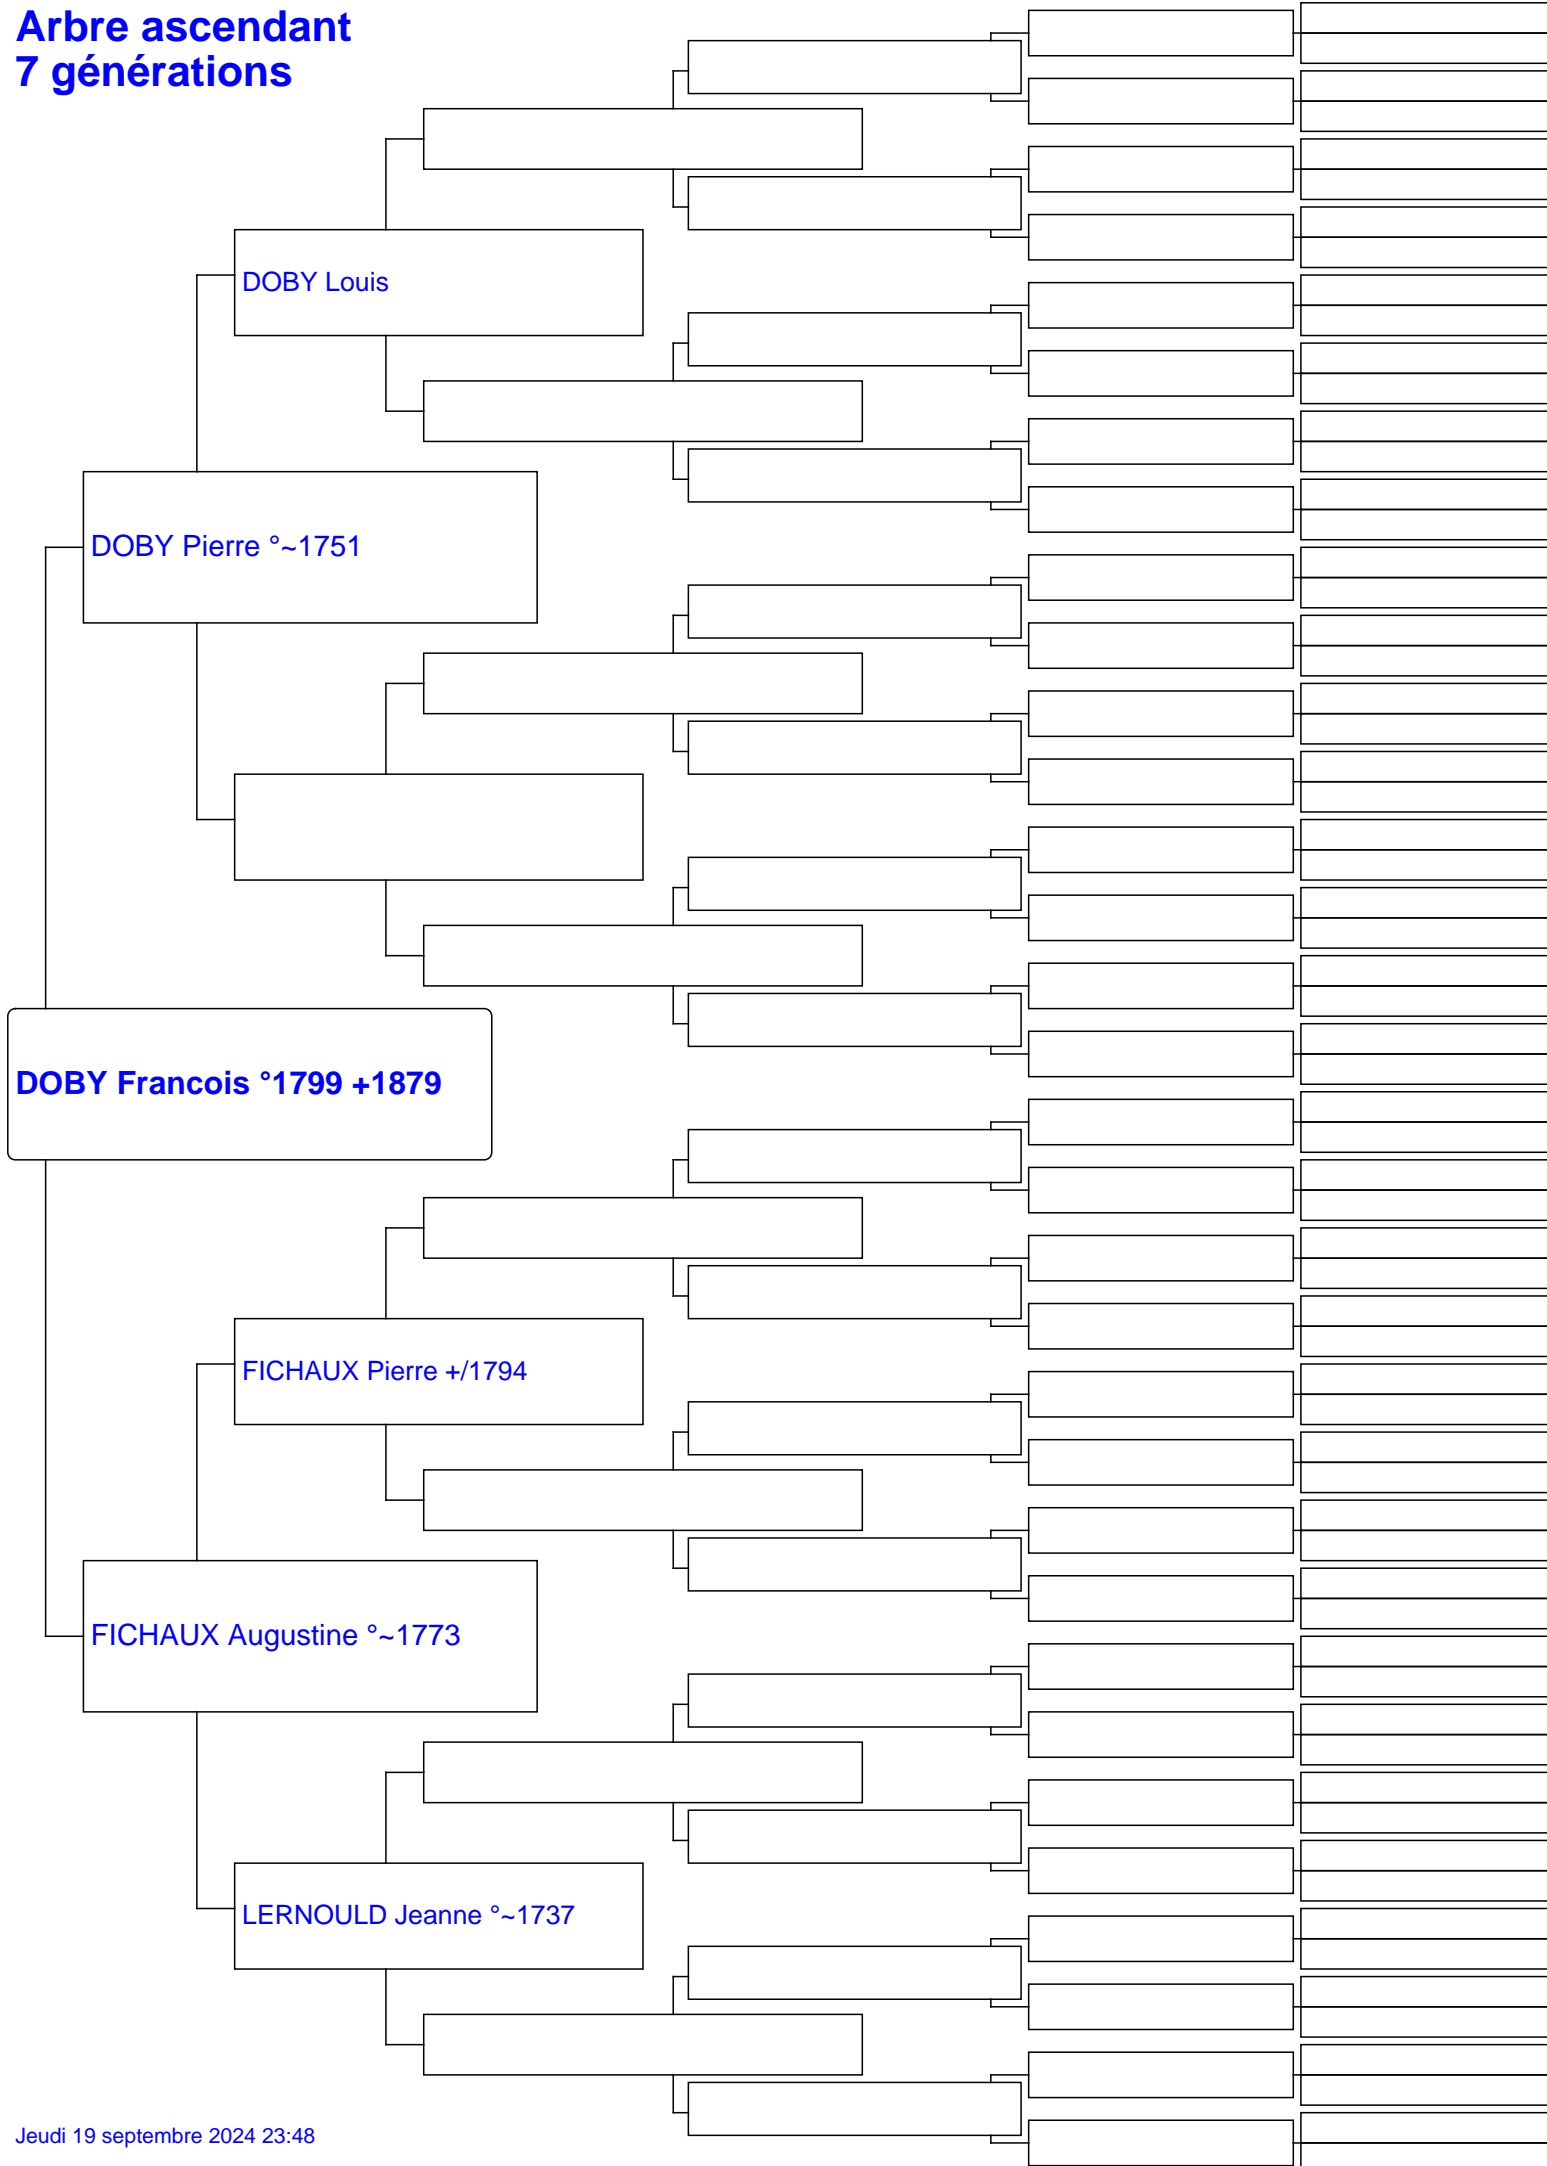 Arbre ascendant
7 générations
DOBY Louis
DOBY Pierre °~1751
DOBY Francois °1799 +1879
FICHAUX Pierre +/1794
FICHAUX Augustine °~1773
LERNOULD Jeanne °~1737
Jeudi 19 septembre 2024 23:48